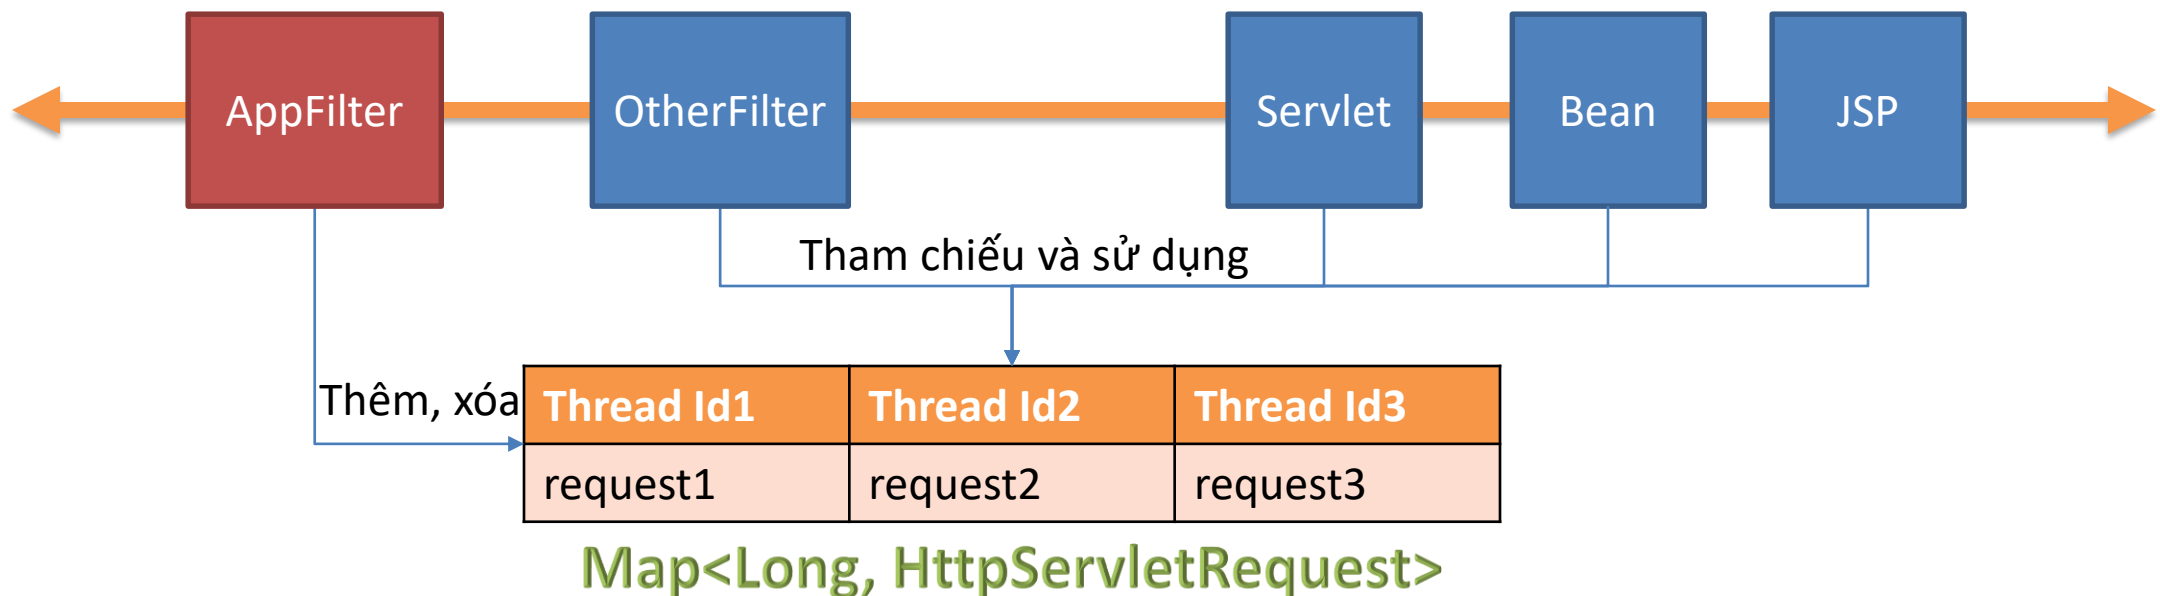 AppFilter
OtherFilter
Servlet
Bean
JSP
Tham chiếu và sử dụng
Thêm, xóa
Thread Id1
Thread Id2
Thread Id3
request1
request2
request3
Map<Long, HttpServletRequest>